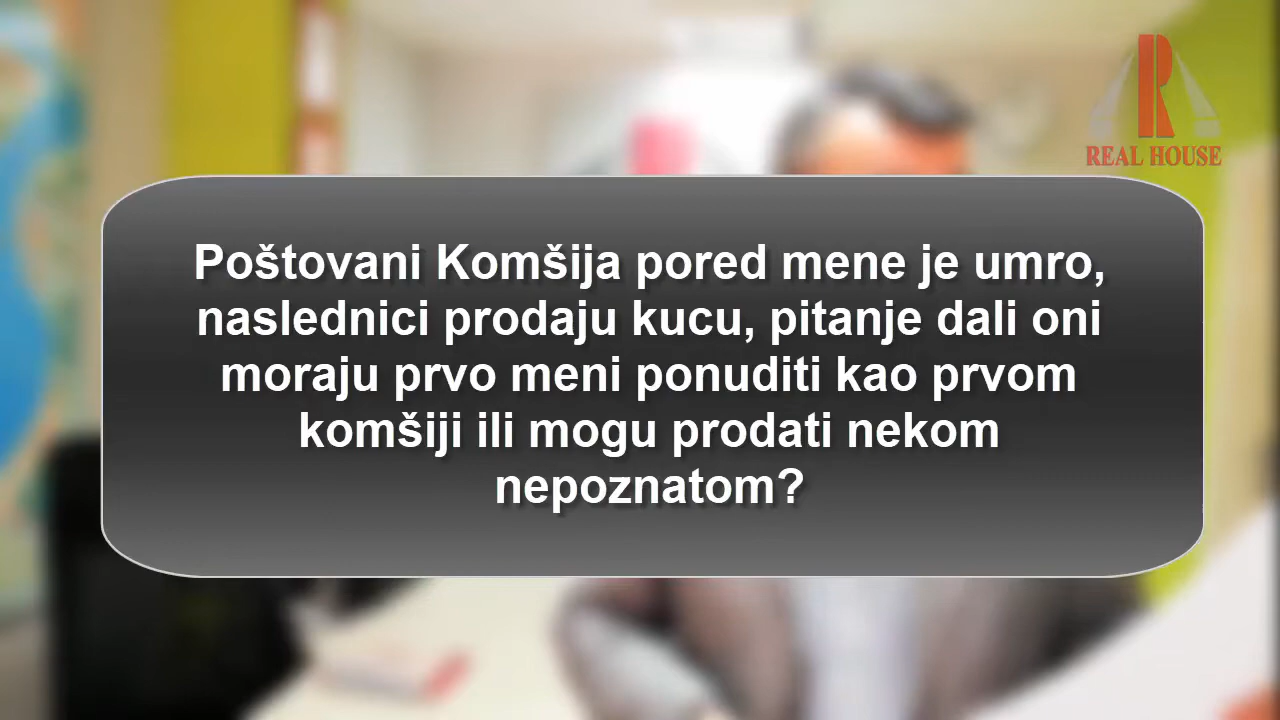 REAL HOUSE
Poštovani Komšija pored mene je umro,
naslednici prodaju kucu, pitanje dali oni
moraju prvo meni ponuditi kao prvom
komšiji ili mogu prodati nekom
nepoznatom?